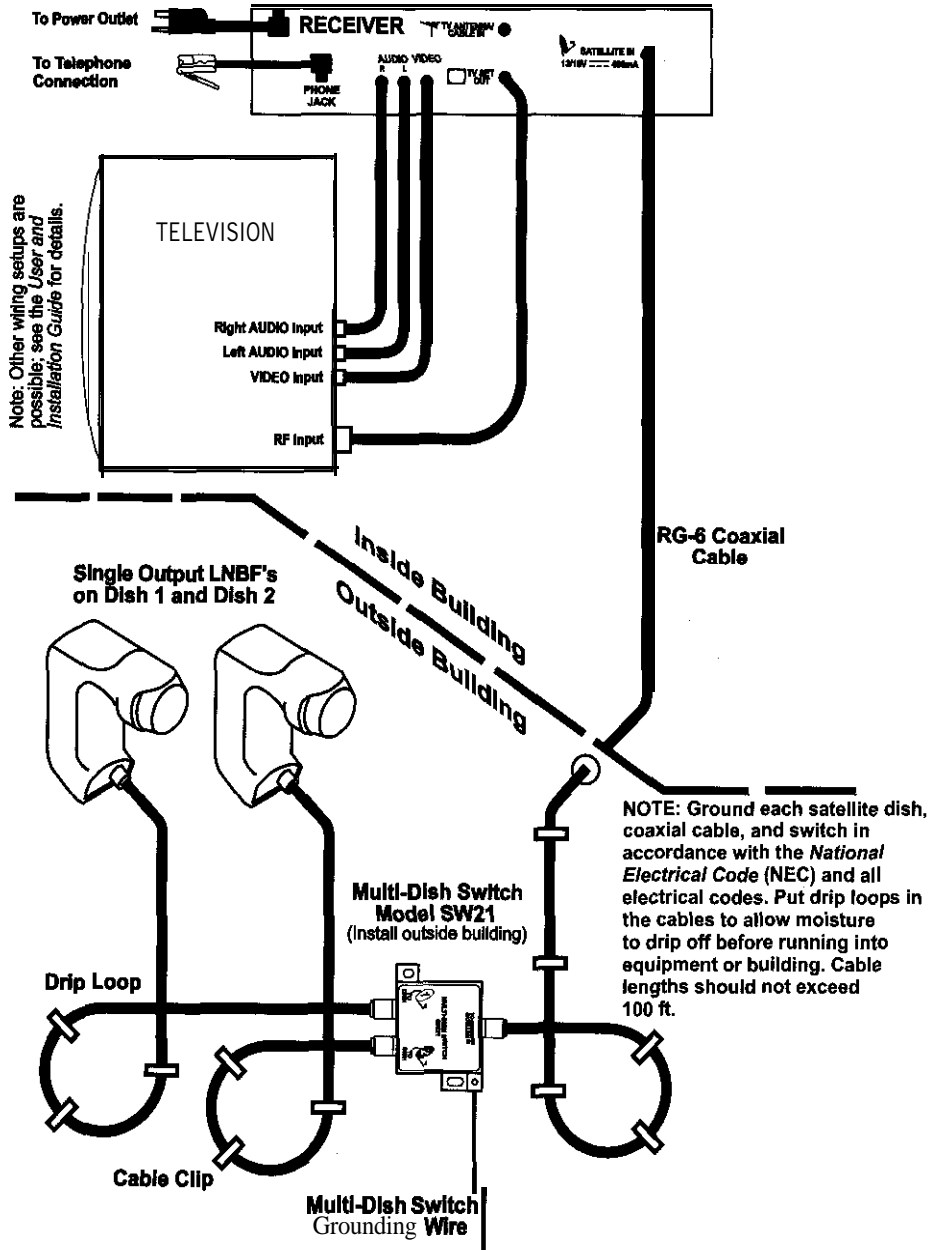 To Power Outlet
RECEIVER
TV ANTENNA/
CABLE IN
SATELLITE IN
To Telephone
Connection
PHONE
JACK
AUDIO VIDEO
R L
TV SET
OUT
Note: Other wiring setups are
possible; see the User and
Installation Guide for details.
TELEVISION
Right AUDIO Input
Left AUDIO Input
VIDEO Input
RF Input
Inside Building
Outside Building
RG-6 Coaxial
Cable
Single Output LNBF's
on Dish 1 and Dish 2
NOTE: Ground each satellite dish,
coaxial cable, and switch in
accordance with the National
Electrical Code (NEC) and all
electrical codes. Put drip loops in
the cables to allow moisture
to drip off before running into
equipment or building. Cable
lengths should not exceed
100 ft.
Multi-Dish Switch
Model SW21
(Install outside building)
Drip Loop
MULTI-DISH SWITCH
SW21
Cable Clip
Multi-Dish Switch
Grounding Wire